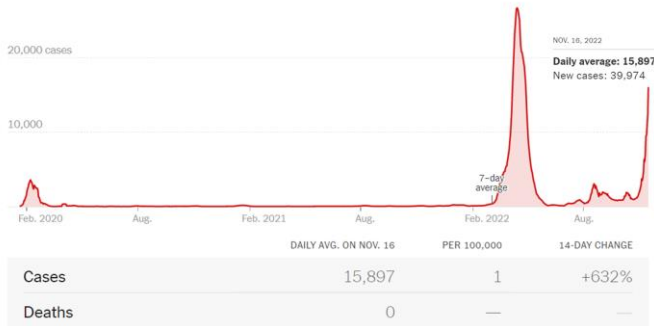 NOV. 16, 2022
20,000 cases
Daily average: 15,897
New cases: 39,974
10,000
7–day
average
Feb. 2020 Aug. Feb. 2021 Aug. Feb. 2022 Aug.
DAILY AVG. ON NOV. 16 PER 100,000 14-DAY CHANGE
Cases 15,897 1 +632%
Deaths 0 — —